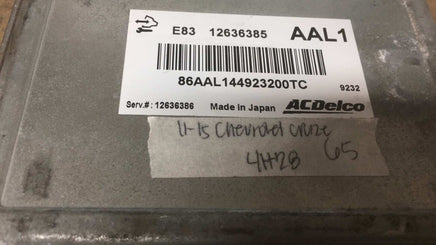 E83 12636385 AAL1
86AAL144923200TC 9232
Serv.#: 12636386 Made in Japan ACDelco
11-15 Chevrolet Cruze
65
4H28